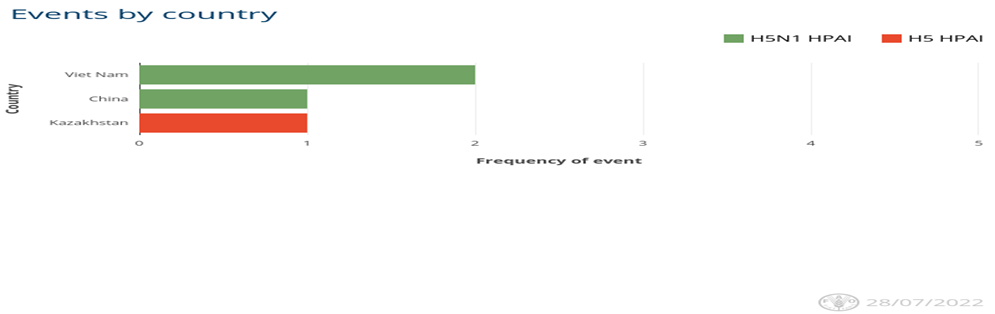 Events by country
H5N1 HPAI
H5 HPAI
Country
Viet Nam
China
Kazakhstan
0 1 2 3 4 5
Frequency of event
28/07/2022